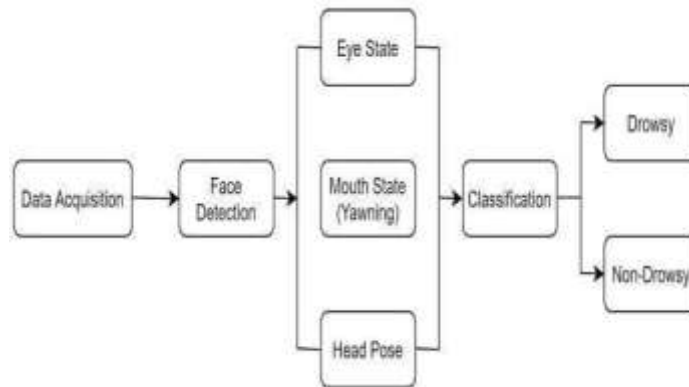 Data Acquisition
Face
Detection
Eye State
Mouth State
(Yawning)
Head Pose
Classification
Drowsy
Non-Drowsy